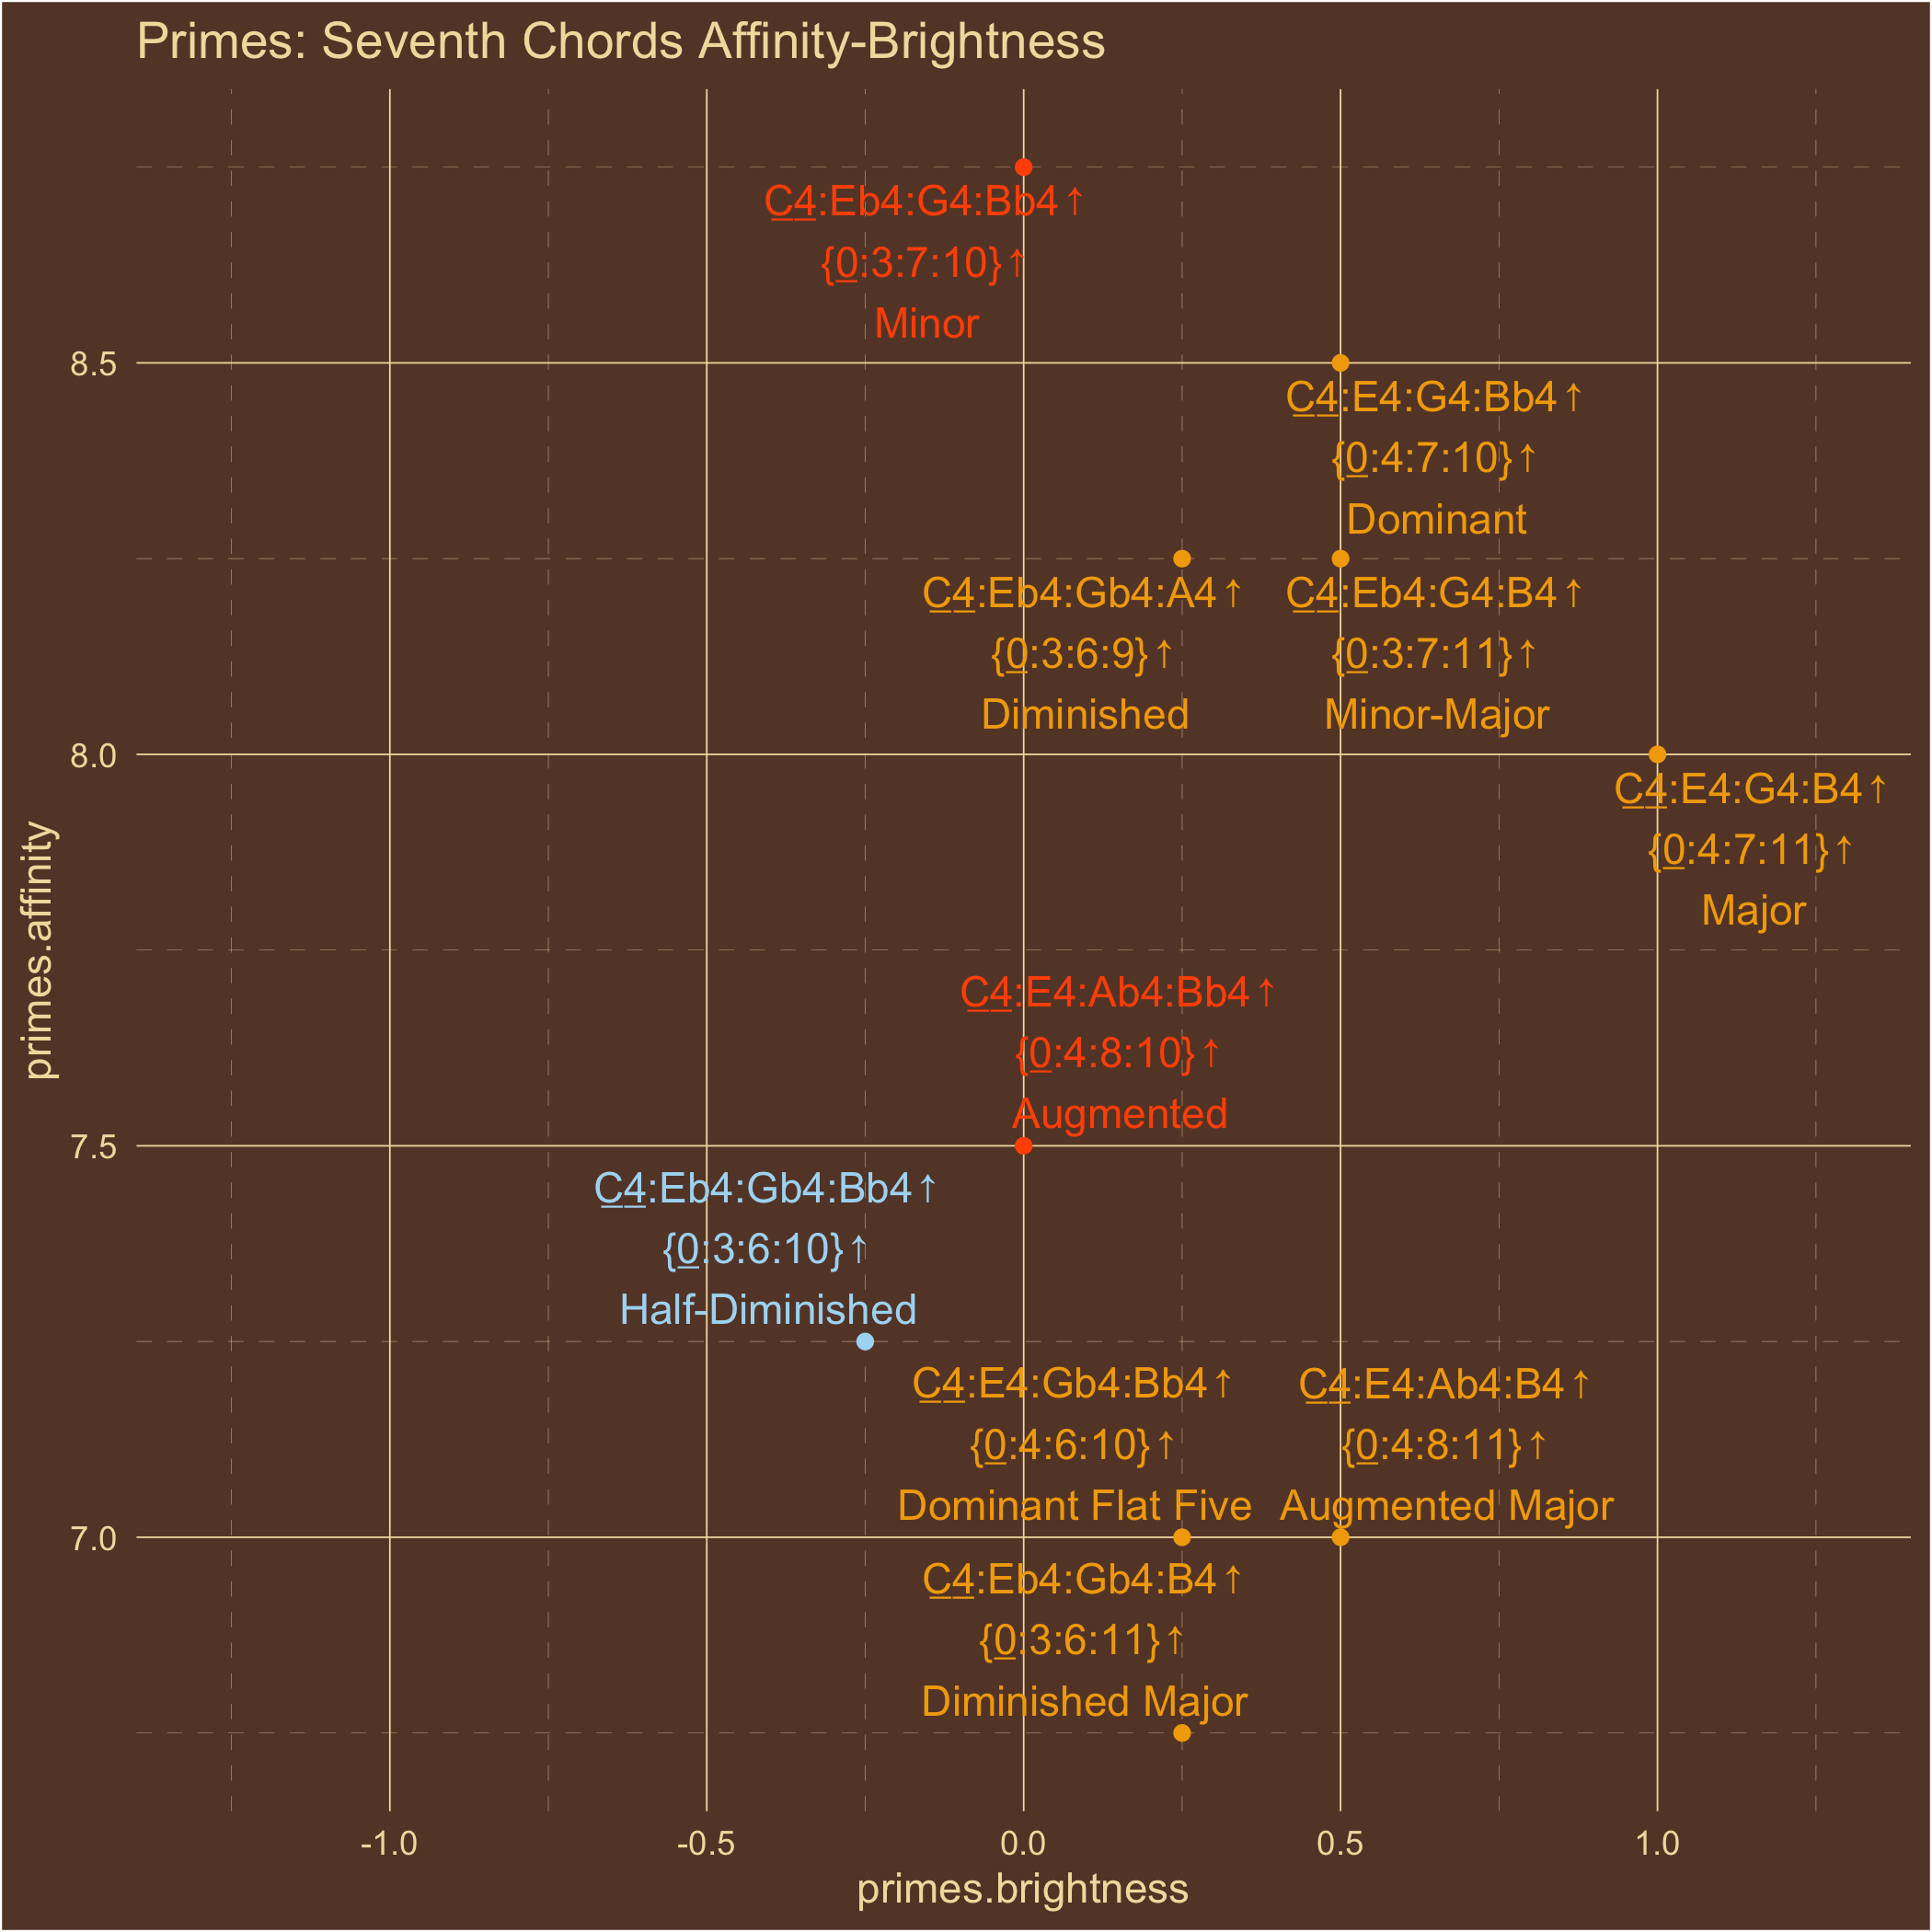 Primes: Seventh Chords Affinity-Brightness
C4:Eb4:G4:Bb4↑
{0:3:7:10}↑
Minor
8.5
C4:E4:G4:Bb4↑
{0:4:7:10}↑
Dominant
C4:Eb4:Gb4:A4↑
{0:3:6:9}↑
Diminished
C4:Eb4:G4:B4↑
{0:3:7:11}↑
Minor-Major
8.0
C4:E4:G4:B4↑
{0:4:7:11}↑
Major
primes.affinity
C4:E4:Ab4:Bb4↑
{0:4:8:10}↑
Augmented
7.5
C4:Eb4:Gb4:Bb4↑
{0:3:6:10}↑
Half-Diminished
C4:E4:Gb4:Bb4↑
{0:4:6:10}↑
Dominant Flat Five
C4:E4:Ab4:B4↑
{0:4:8:11}↑
Augmented Major
7.0
C4:Eb4:Gb4:B4↑
{0:3:6:11}↑
Diminished Major
-1.0 -0.5 0.0 0.5 1.0
primes.brightness